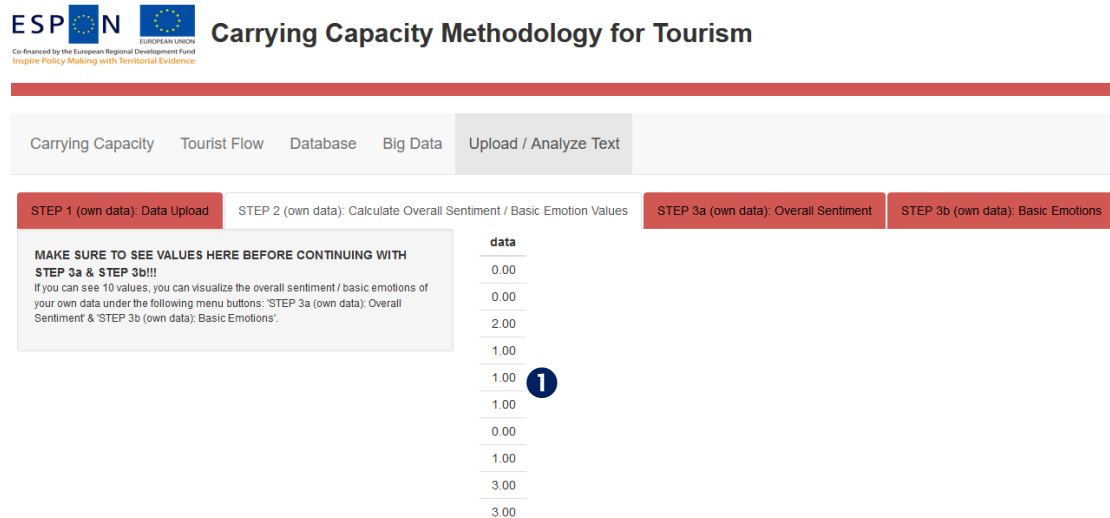 ESPON
EUROPEAN UNION
Co-financed by the European Regional Development Fund
Inspire Policy Making with Territorial Evidence
Carrying Capacity Methodology for Tourism
Carrying Capacity Tourist Flow Database Big Data Upload / Analyze Text
STEP 1 (own data): Data Upload STEP 2 (own data): Calculate Overall Sentiment / Basic Emotion Values STEP 3a (own data): Overall Sentiment STEP 3b (own data): Basic Emotions
MAKE SURE TO SEE VALUES HERE BEFORE CONTINUING WITH
STEP 3a & STEP 3b!!!
If you can see 10 values, you can visualize the overall sentiment / basic emotions of
your own data under the following menu buttons: 'STEP 3a (own data): Overall
Sentiment' & 'STEP 3b (own data): Basic Emotions'.
data
0.00
0.00
2.00
1.00
1.00
1
1.00
0.00
1.00
3.00
3.00